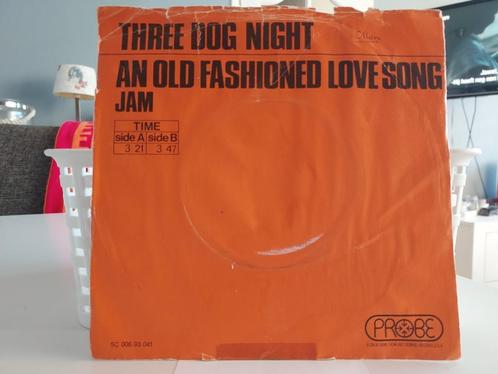 THREE DOG NIGHT
AN OLD FASHIONED LOVE SONG
JAM
TIME
side A side B
3 21 3 47
5C 006-93 041
PROBE